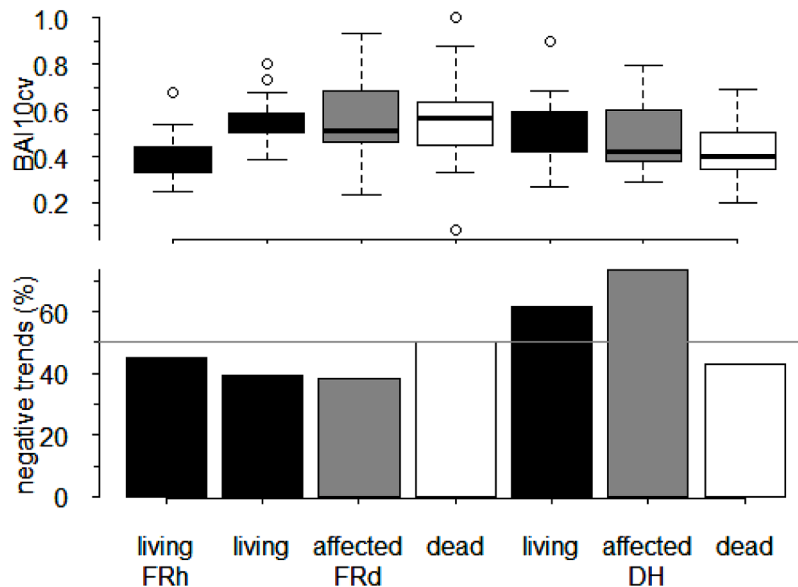 BAI10cv
1.0
0.8
0.6
0.4
0.2
negative trends (%)
60
40
20
0
living living affected dead living affected dead
FRh FRd DH